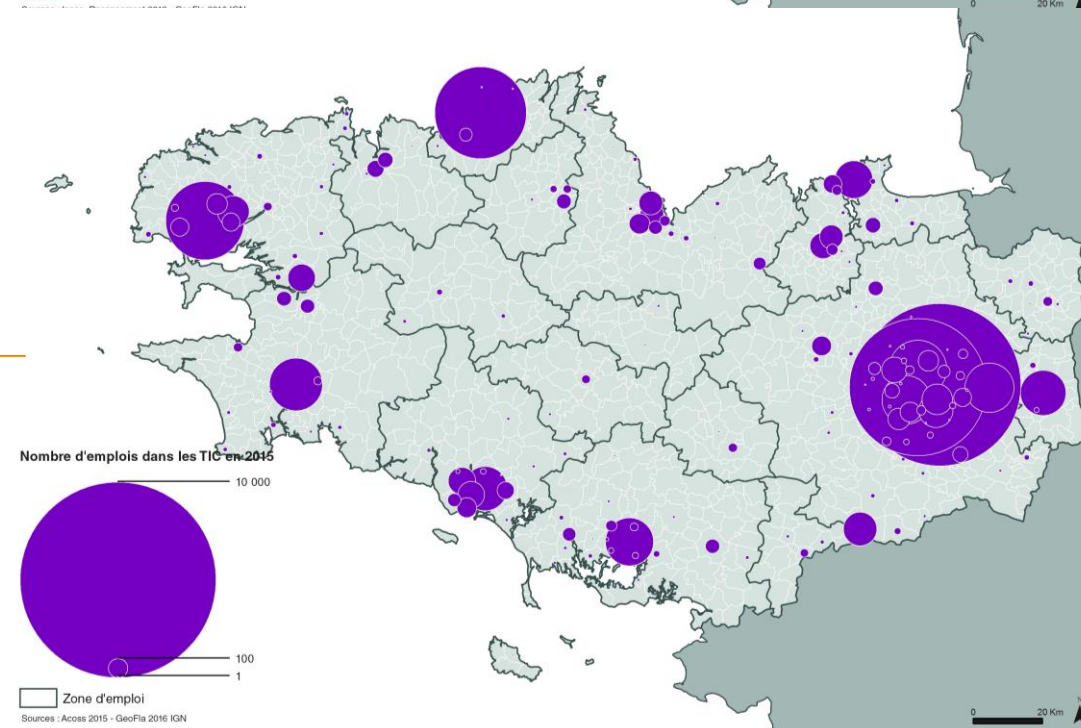 0 20 Km
Nombre d'emplois dans les TIC en 2015
10 000
100
1
Zone d'emploi
Sources : Acoss 2015 - GeoFla 2016 IGN
0 20 Km